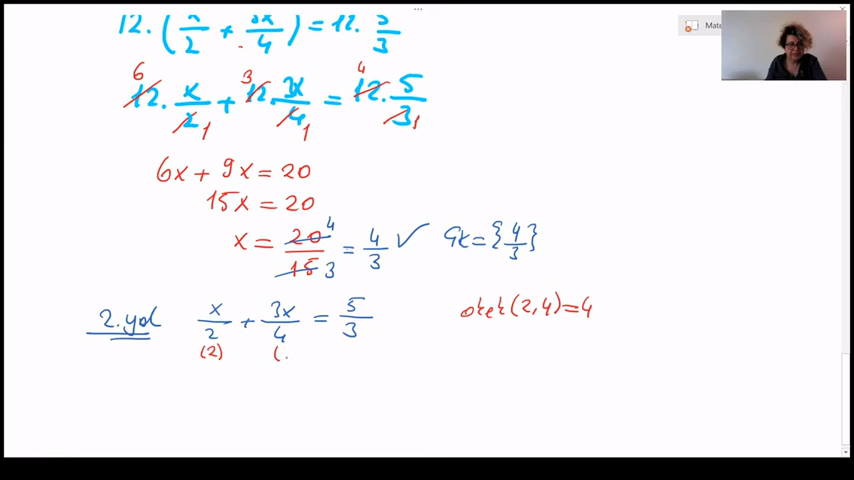 12.(x/2 + 3x/4) = 12. 5/3
6 3 4
12. x/2 + 12. 3x/4 = 12. 5/3
1 1 1
6x + 9x = 20
15x = 20
x = 20/15 4 3 = 4/3 ✓ Çk = {4/3}
2.yol x/2 + 3x/4 = 5/3 okek(2,4)=4
(2) (.
Mate